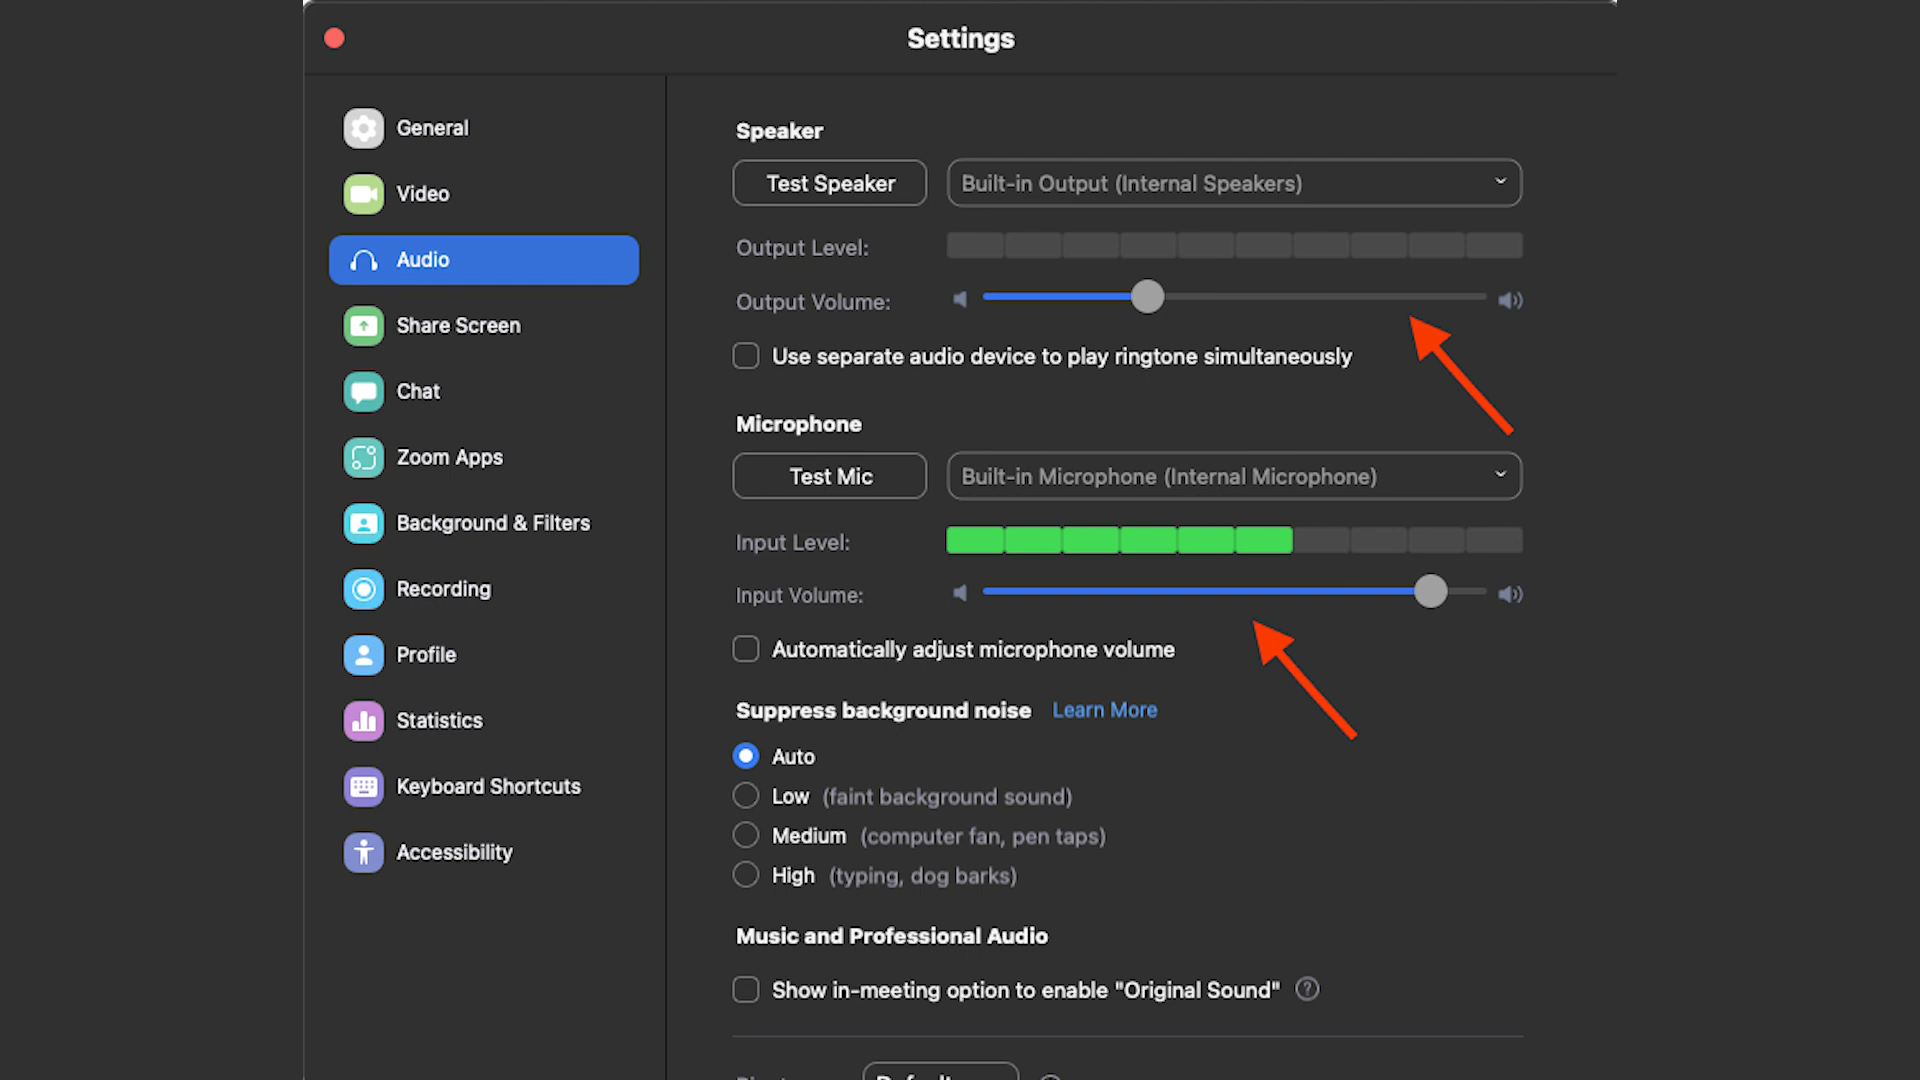 Settings
General
Video
Audio
Share Screen
Chat
Zoom Apps
Background & Filters
Recording
Profile
Statistics
Keyboard Shortcuts
Accessibility
Speaker
Test Speaker Built-in Output (Internal Speakers)
Output Level:
Output Volume:
Use separate audio device to play ringtone simultaneously
Microphone
Test Mic Built-in Microphone (Internal Microphone)
Input Level:
Input Volume:
Automatically adjust microphone volume
Suppress background noise Learn More
Auto
Low (faint background sound)
Medium (computer fan, pen taps)
High (typing, dog barks)
Music and Professional Audio
Show in-meeting option to enable "Original Sound" ?